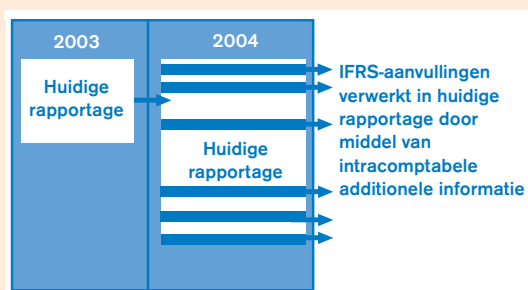 2003
2004
Huidige
rapportage
Huidige
rapportage
IFRS-aanvullingen
verwerkt in huidige
rapportage door
middel van
intracomptabele
additionele informatie